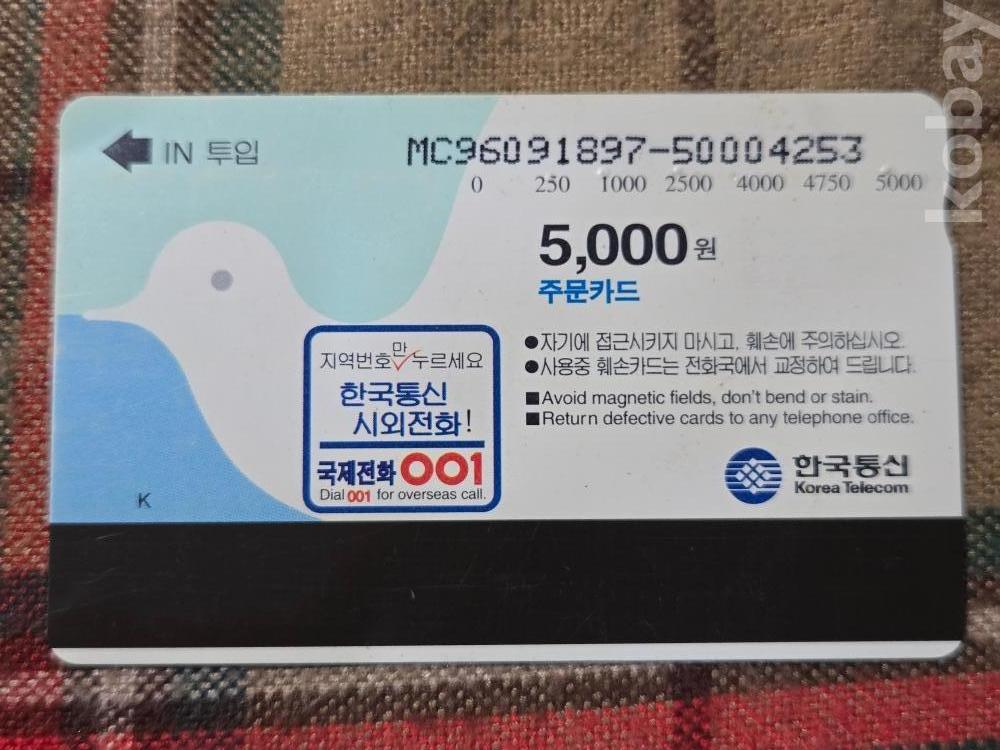 IN 투입
MC96091897-50004253
0 250 1000 2500 4000 4750 5000
5,000원
주문카드
●자기에 접근시키지 마시고, 훼손에 주의하십시오.
●사용중 훼손카드는 전화국에서 교정하여 드립니다.
■Avoid magnetic fields, don't bend or stain.
■Return defective cards to any telephone office.
지역번호만 누르세요
한국통신
시외전화!
국제전화 001
Dial 001 for overseas call.
한국통신
Korea Telecom
K
kobay